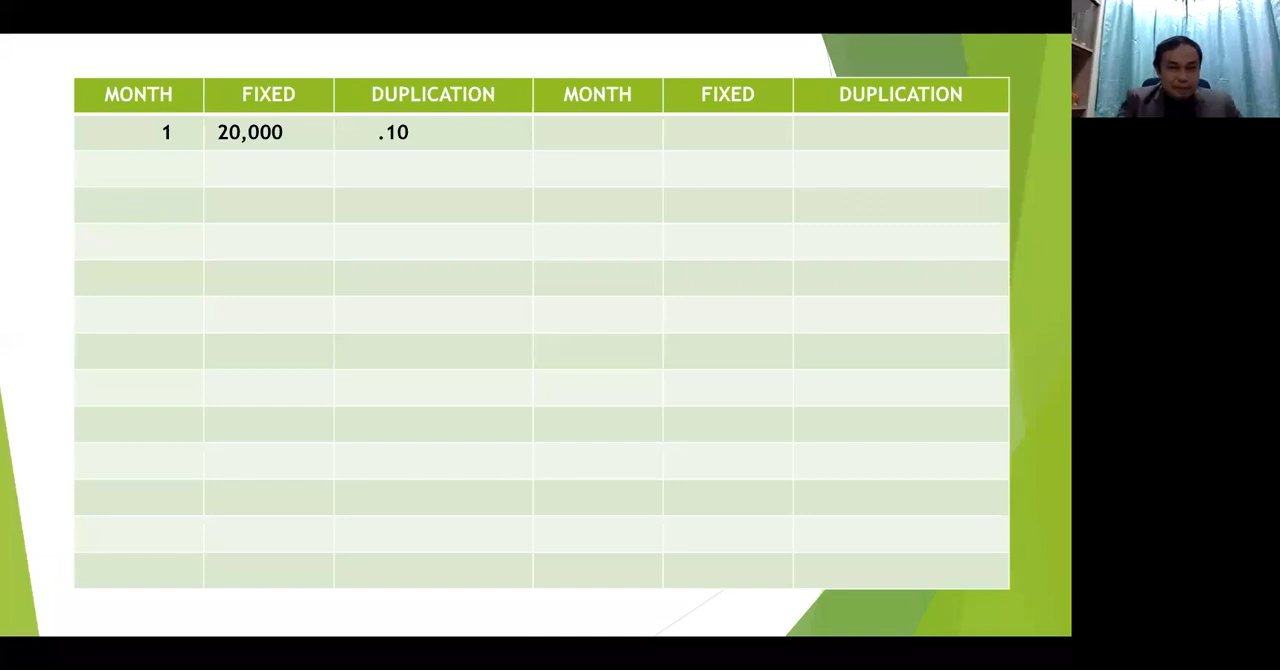 MONTH FIXED DUPLICATION MONTH FIXED DUPLICATION
1 20,000 .10